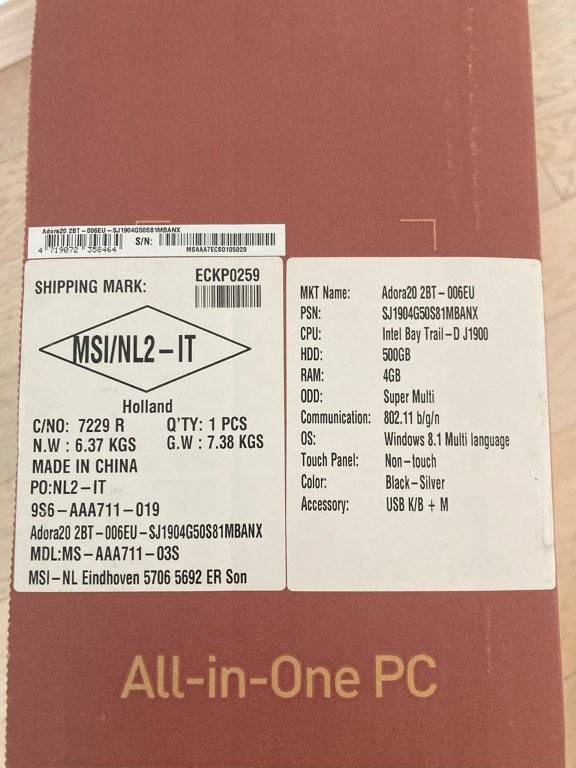 Adora20 2BT-006EU-SJ1904G50S81MBANX
4 719072 358464
S/N:
MSAAA7ECS0105020
SHIPPING MARK:
ECKP0259
MSI/NL2-IT
Holland
C/NO: 7229 R Q'TY: 1 PCS
N.W : 6.37 KGS G.W : 7.38 KGS
MADE IN CHINA
PO:NL2-IT
9S6-AAA711-019
Adora20 2BT-006EU-SJ1904G50S81MBANX
MDL:MS-AAA711-03S
MSI-NL Eindhoven 5706 5692 ER Son
MKT Name: Adora20 2BT-006EU
PSN: SJ1904G50S81MBANX
CPU: Intel Bay Trail-D J1900
HDD: 500GB
RAM: 4GB
ODD: Super Multi
Communication: 802.11 b/g/n
OS: Windows 8.1 Multi language
Touch Panel: Non-touch
Color: Black-Silver
Accessory: USB K/B + M
All-in-One PC